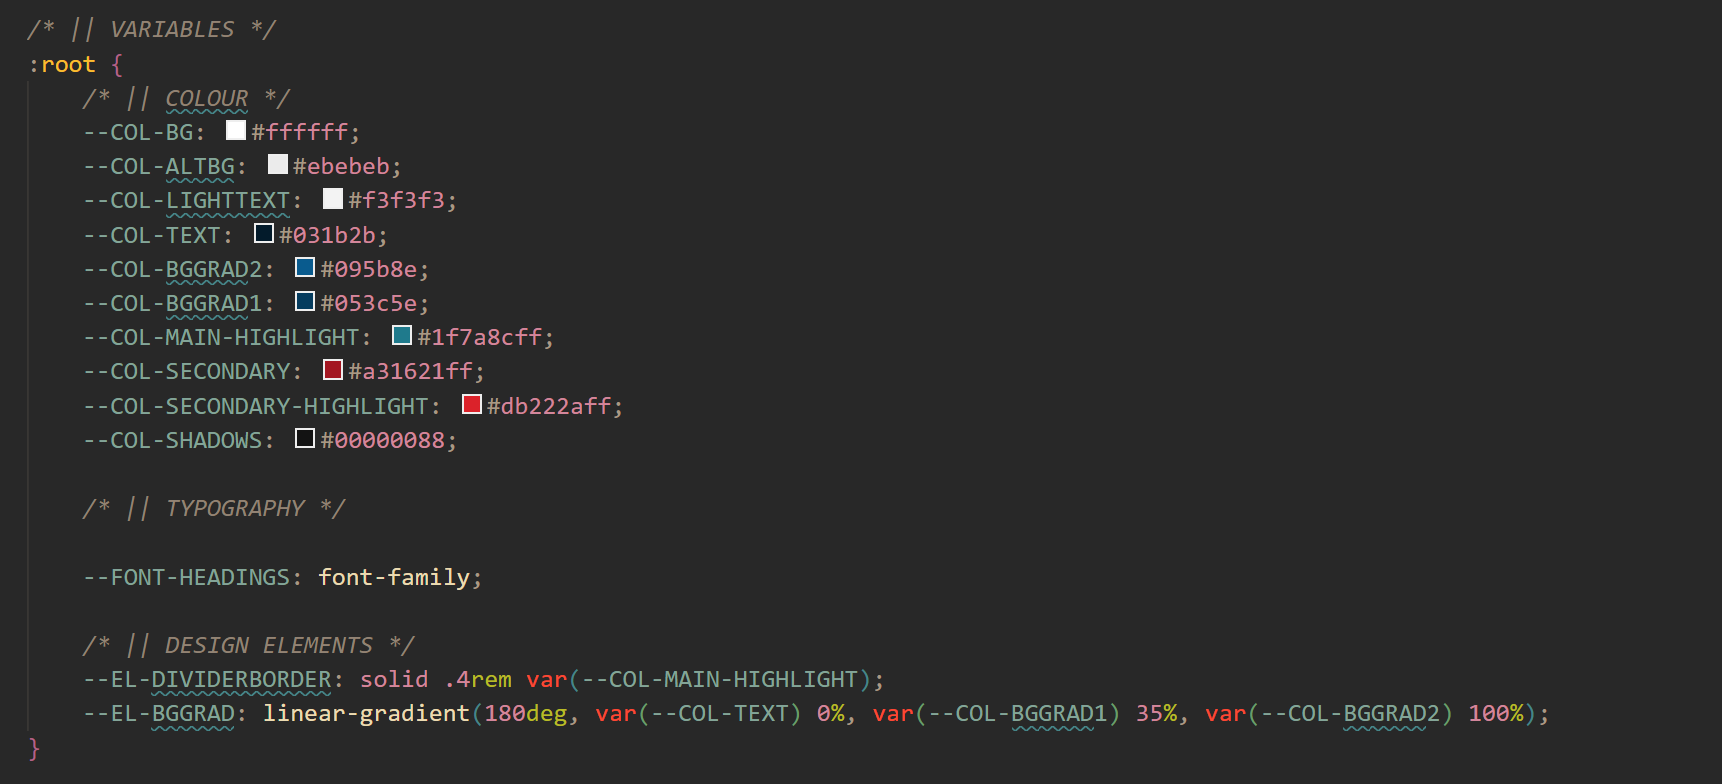 /* || VARIABLES */
:root {
/* || COLOUR */
--COL-BG: #ffffff;
--COL-ALTBG: #ebebeb;
--COL-LIGHTTEXT: #f3f3f3;
--COL-TEXT: #031b2b;
--COL-BGGRAD2: #095b8e;
--COL-BGGRAD1: #053c5e;
--COL-MAIN-HIGHLIGHT: #1f7a8cff;
--COL-SECONDARY: #a31621ff;
--COL-SECONDARY-HIGHLIGHT: #db222aff;
--COL-SHADOWS: #00000088;
/* || TYPOGRAPHY */
--FONT-HEADINGS: font-family;
/* || DESIGN ELEMENTS */
--EL-DIVIDERBORDER: solid .4rem var(--COL-MAIN-HIGHLIGHT);
--EL-BGGRAD: linear-gradient(180deg, var(--COL-TEXT) 0%, var(--COL-BGGRAD1) 35%, var(--COL-BGGRAD2) 100%);
}